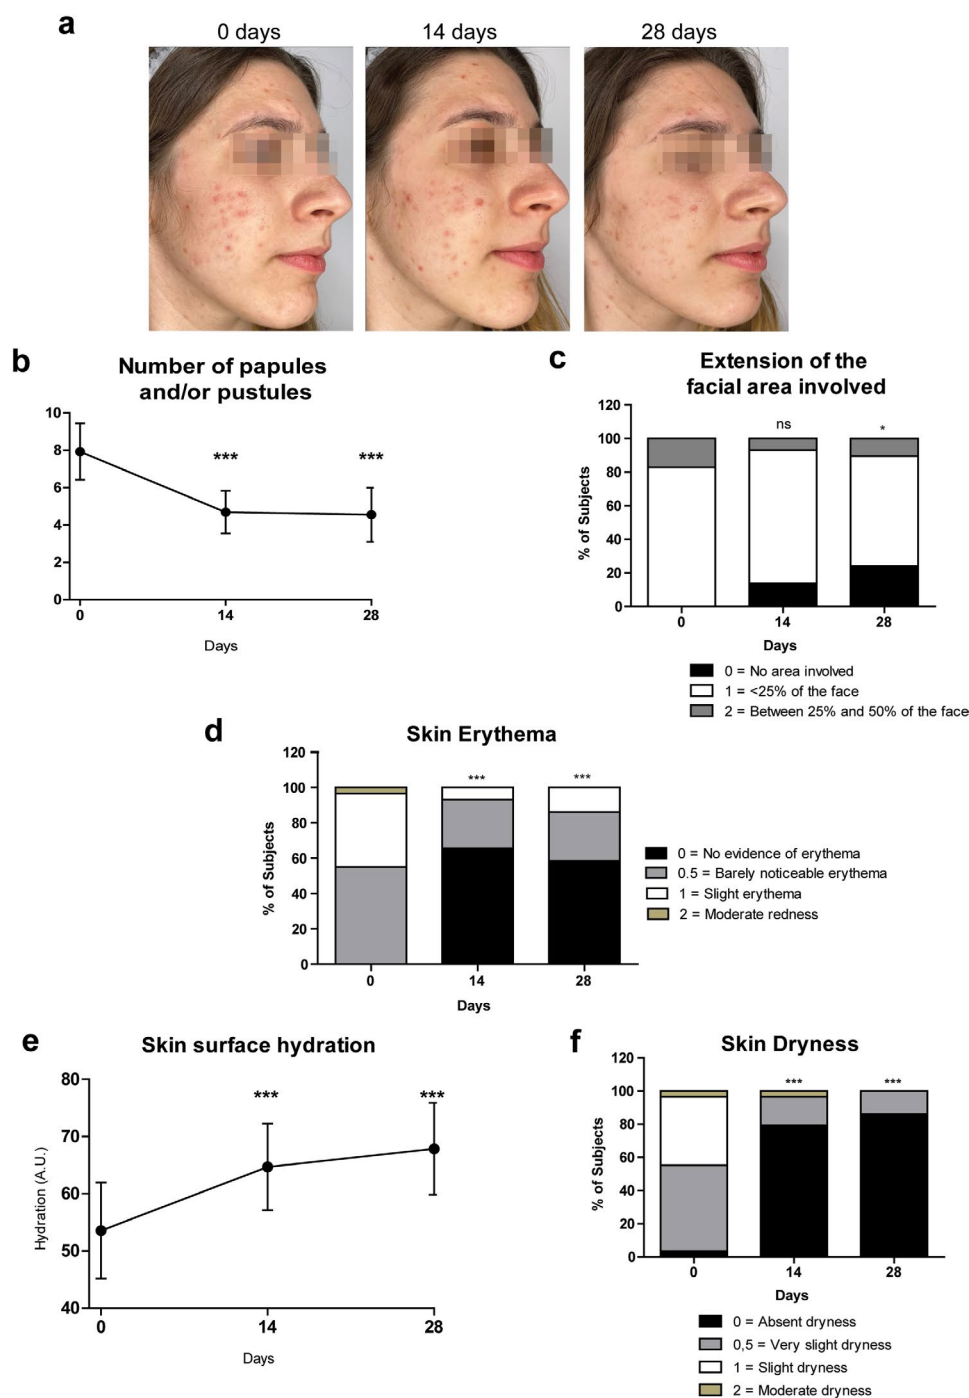 a
0 days
14 days
28 days
b
Number of papules
and/or pustules
10
8
6
4
2
0
***
***
0
14
28
Days
c
Extension of the
facial area involved
% of Subjects
120
100
80
60
40
20
0
ns
*
0
14
28
Days
0 = No area involved
1 = <25% of the face
2 = Between 25% and 50% of the face
d
Skin Erythema
% of Subjects
120
100
80
60
40
20
0
***
***
0
14
28
Days
0 = No evidence of erythema
0.5 = Barely noticeable erythema
1 = Slight erythema
2 = Moderate redness
e
Skin surface hydration
Hydration (A.U.)
80
70
60
50
40
***
***
0
14
28
Days
f
Skin Dryness
% of Subjects
120
100
80
60
40
20
0
***
***
0
14
28
Days
0 = Absent dryness
0,5 = Very slight dryness
1 = Slight dryness
2 = Moderate dryness